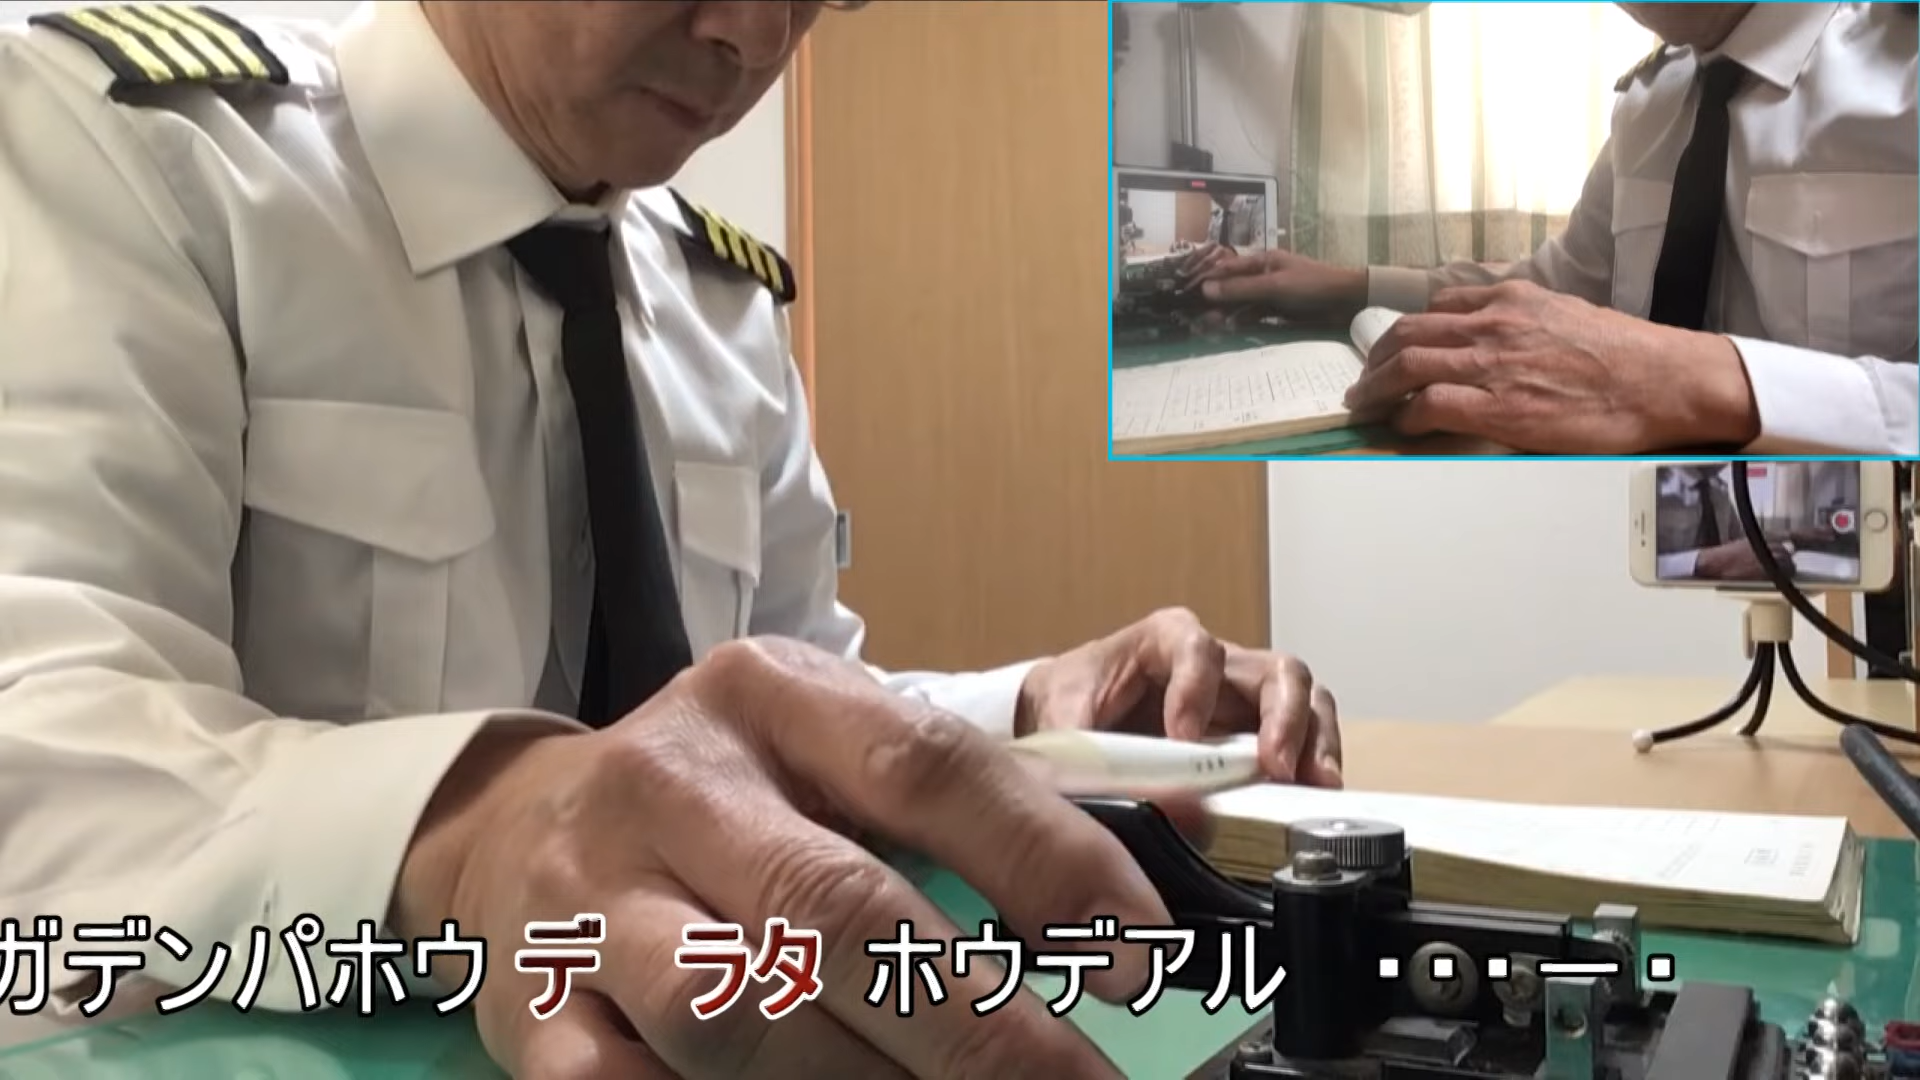 ガデンパホウ デ ラタ ホウデアル ・・・ー・